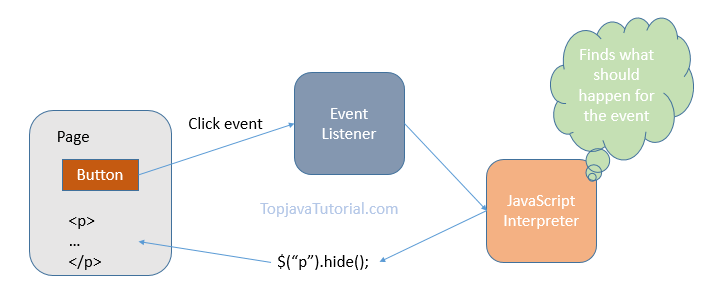 Page
Button
<p>
...
</p>
Click event
Event
Listener
Finds what
should
happen for
the event
JavaScript
Interpreter
$(“p”).hide();
TopjavaTutorial.com